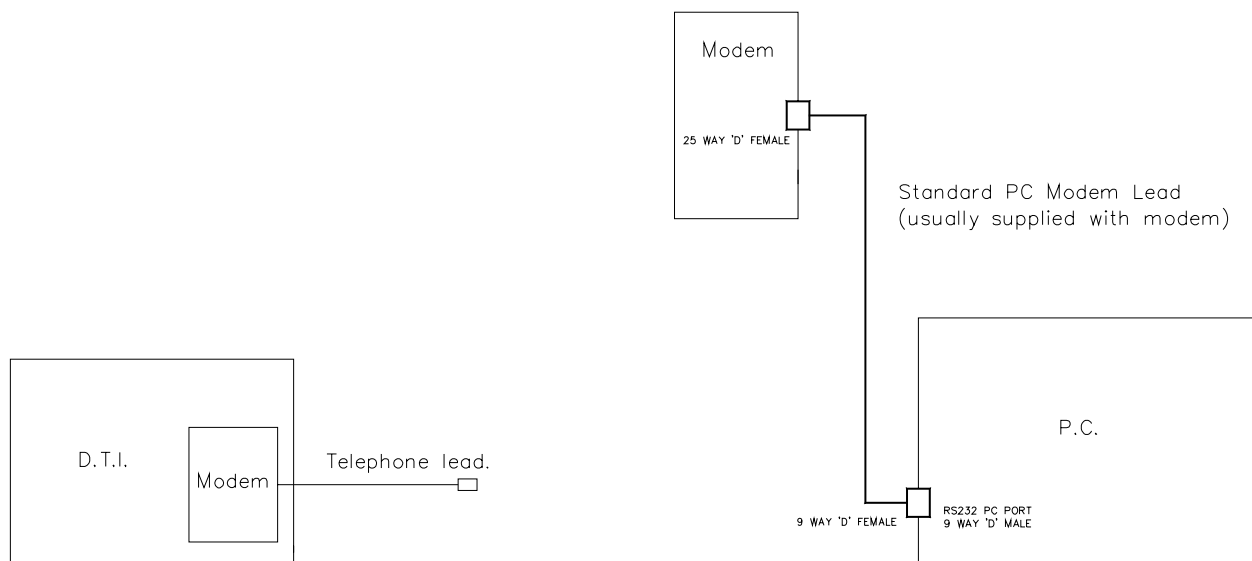 Modem
25 WAY 'D' FEMALE
Standard PC Modem Lead
(usually supplied with modem)
D.T.I.
Modem
Telephone lead.
P.C.
9 WAY 'D' FEMALE
RS232 PC PORT
9 WAY 'D' MALE